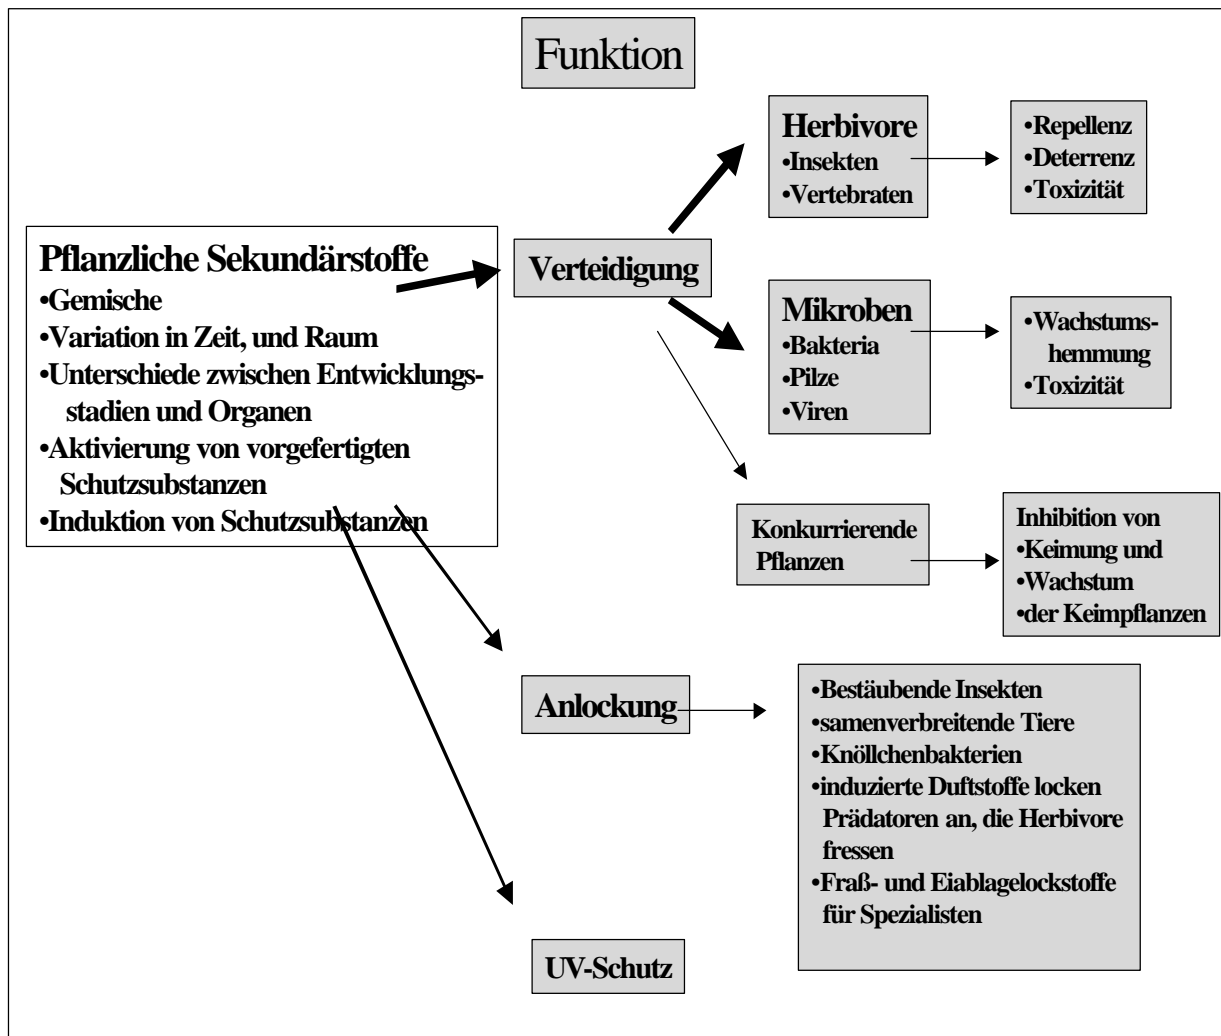 Funktion
Pflanzliche Sekundärstoffe
•Gemische
•Variation in Zeit, und Raum
•Unterschiede zwischen Entwicklungs-
stadien und Organen
•Aktivierung von vorgefertigten
Schutzsubstanzen
•Induktion von Schutzsubstanzen
Verteidigung
Herbivore
•Insekten
•Vertebraten
•Repellenz
•Deterrenz
•Toxizität
Mikroben
•Bakteria
•Pilze
•Viren
•Wachstums-
hemmung
•Toxizität
Konkurrierende
Pflanzen
Inhibition von
•Keimung und
•Wachstum
•der Keimpflanzen
Anlockung
•Bestäubende Insekten
•samenverbreitende Tiere
•Knöllchenbakterien
•induzierte Duftstoffe locken
Prädatoren an, die Herbivore
fressen
•Fraß- und Eiablagelockstoffe
für Spezialisten
UV-Schutz